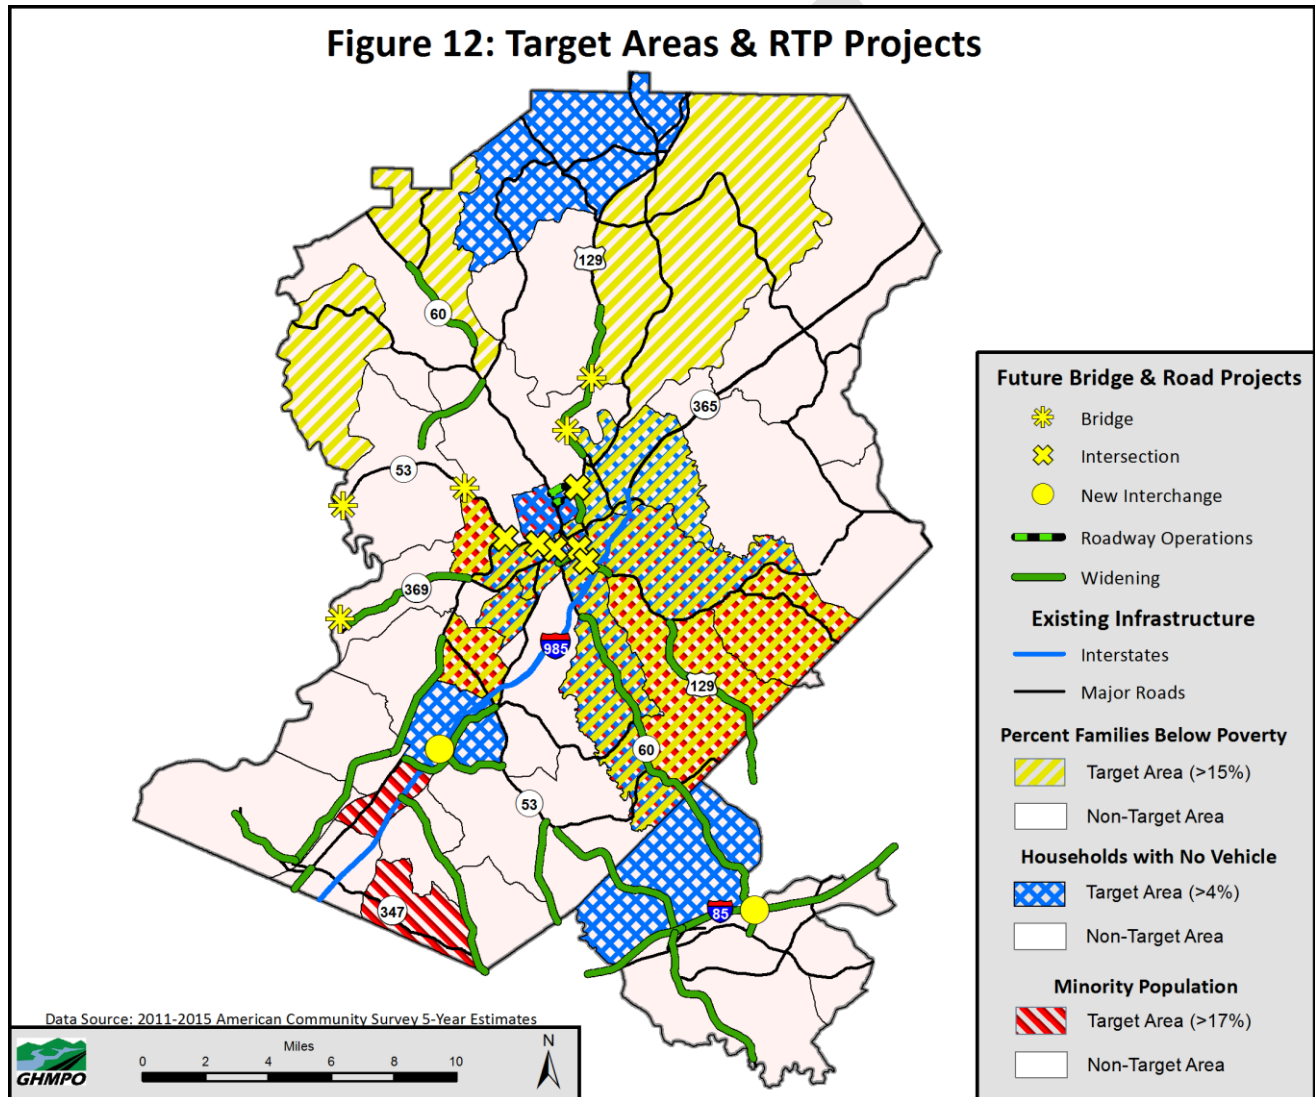 Figure 12: Target Areas & RTP Projects
129
60
365
53
369
985
129
60
53
347
85
Future Bridge & Road Projects
Bridge
Intersection
New Interchange
Roadway Operations
Widening
Existing Infrastructure
Interstates
Major Roads
Percent Families Below Poverty
Target Area (>15%)
Non-Target Area
Households with No Vehicle
Target Area (>4%)
Non-Target Area
Minority Population
Target Area (>17%)
Non-Target Area
Data Source: 2011-2015 American Community Survey 5-Year Estimates
GHMPO
Miles
0 2 4 6 8 10
N